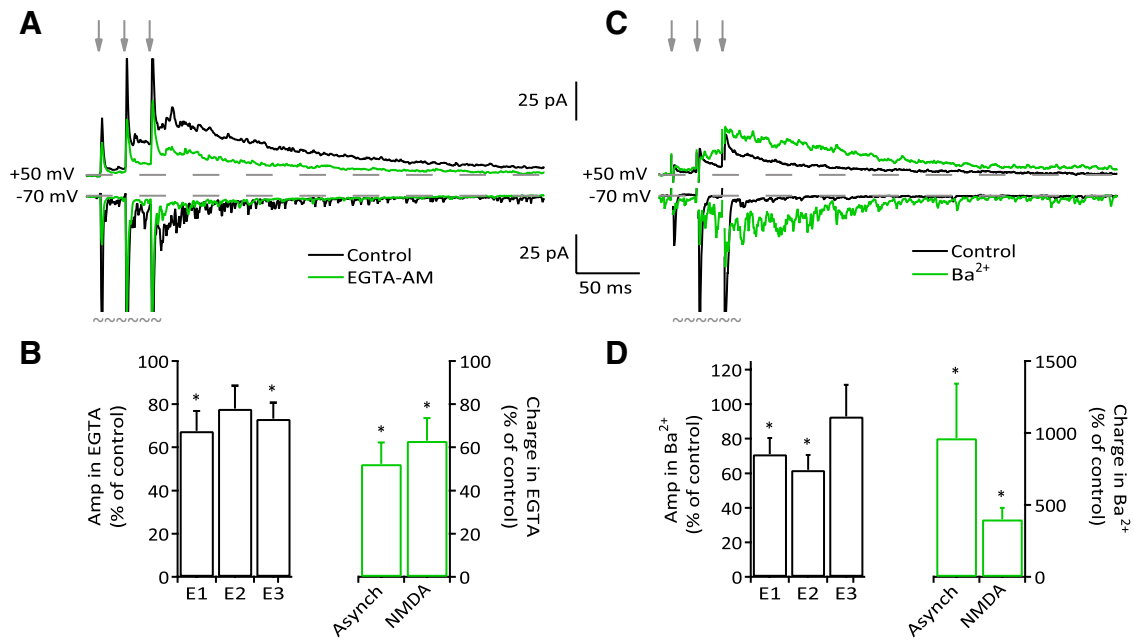 A
C
25 pA
+50 mV
-70 mV
Control
EGTA-AM
25 pA
50 ms
+50 mV
-70 mV
Control
Ba2+
~~~~~~
~~~~~~
B
Amp in EGTA
(% of control)
100
80
60
40
20
0
E1
E2
E3
*
*
*
*
Asynch
NMDA
100
80
60
40
20
0
Charge in EGTA
(% of control)
D
Amp in Ba2+
(% of control)
120
100
80
60
40
20
0
E1
E2
E3
*
*
*
*
Asynch
NMDA
1500
1000
500
0
Charge in Ba2+
(% of control)